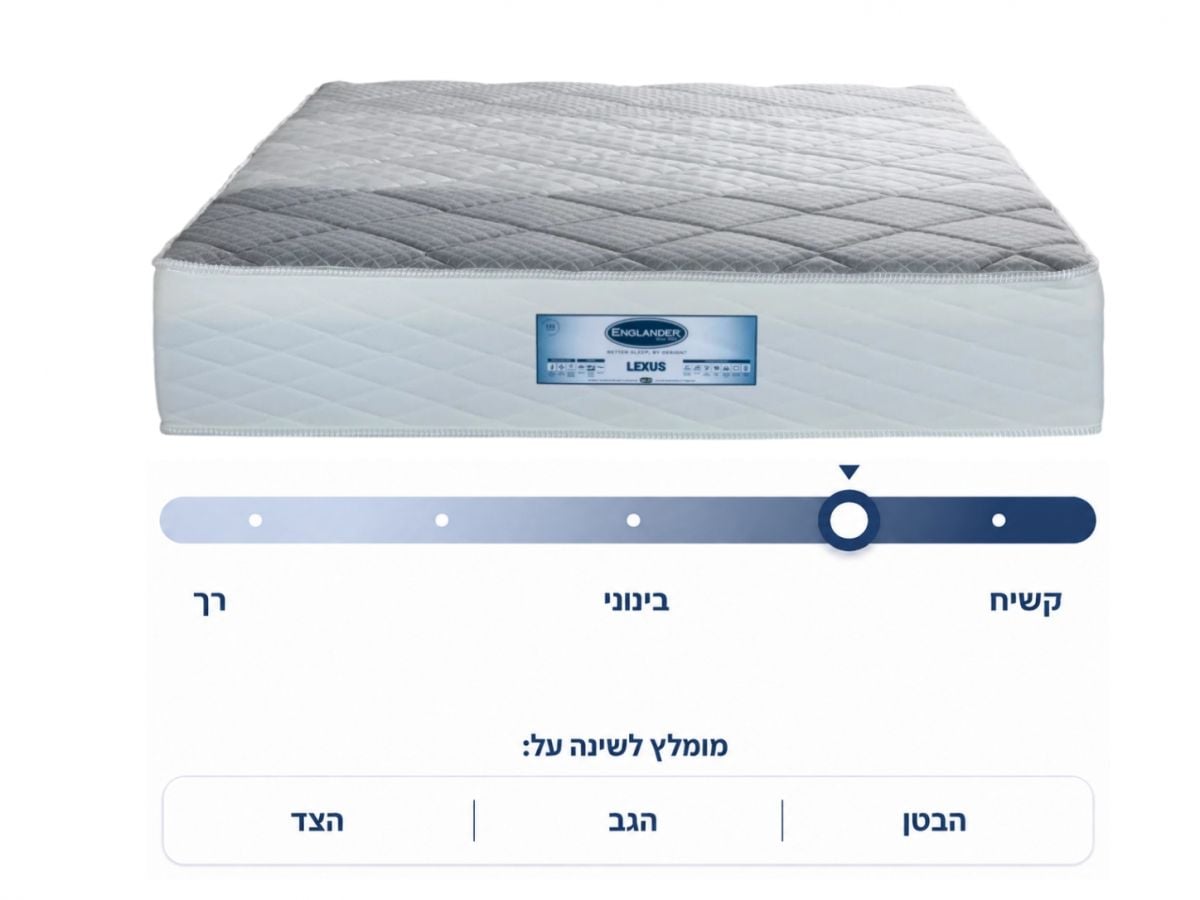 ENGLANDER
BETTER SLEEP, BY DESIGN®
LEXUS
קשיח בינוני רך
מומלץ לשינה על:
הבטן | הגב | הצד